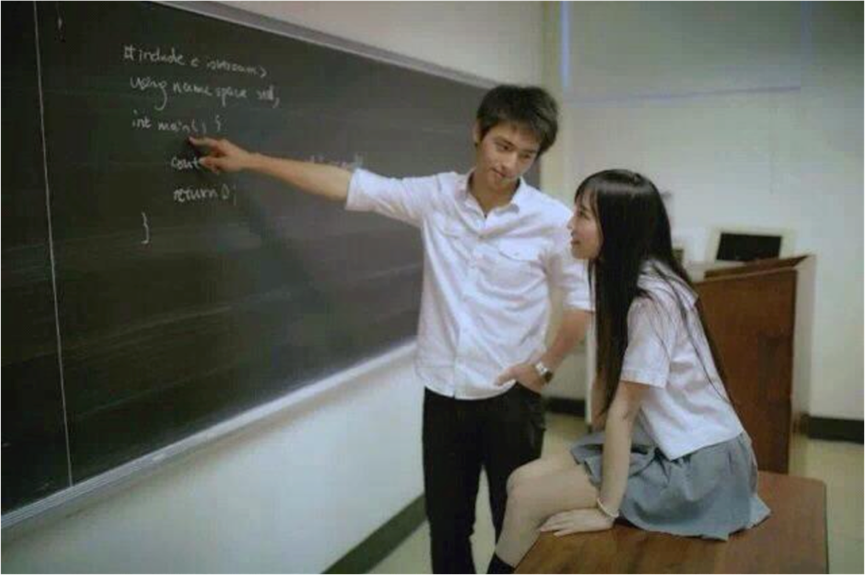 #include < iostream>
using name space std;
int main() {
cout
return 0;
}